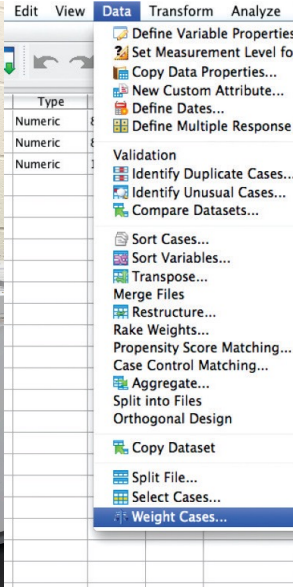 Edit View Data Transform Analyze
Define Variable Properties
Set Measurement Level fo
Copy Data Properties...
New Custom Attribute...
Type
Define Dates...
Numeric 8
Define Multiple Response
Numeric 8
Validation
Numeric 1
Identify Duplicate Cases...
Identify Unusual Cases...
Compare Datasets...
Sort Cases...
Sort Variables...
Transpose...
Merge Files
Restructure...
Rake Weights...
Propensity Score Matching...
Case Control Matching...
Aggregate...
Split into Files
Orthogonal Design
Copy Dataset
Split File...
Select Cases...
Weight Cases...